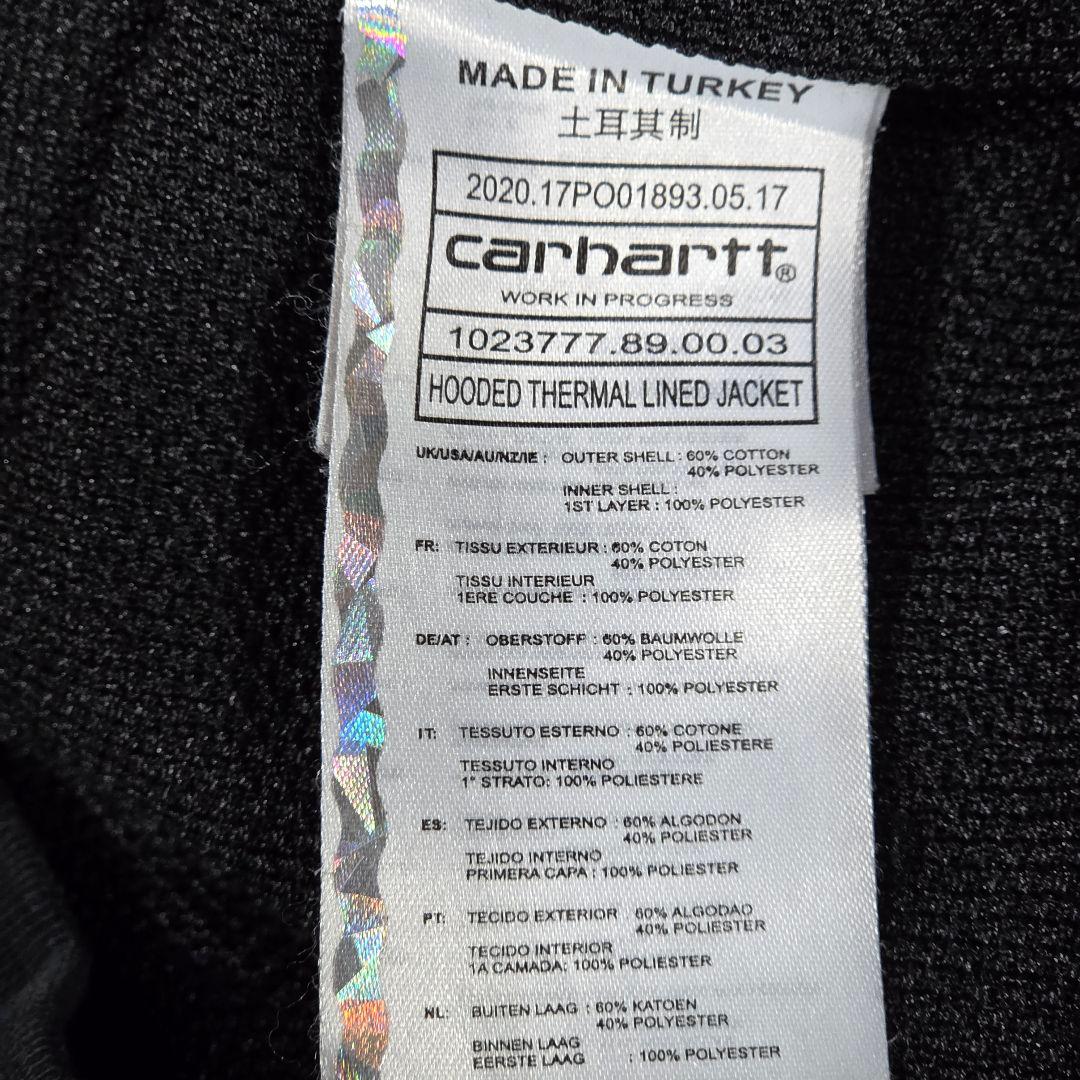 MADE IN TURKEY
土耳其制
2020.17PO01893.05.17
carhartt®
WORK IN PROGRESS
1023777.89.00.03
HOODED THERMAL LINED JACKET
UK/USA/AU/NZ/IE : OUTER SHELL : 60% COTTON
40% POLYESTER
INNER SHELL :
1ST LAYER : 100% POLYESTER
FR: TISSU EXTERIEUR : 60% COTON
40% POLYESTER
TISSU INTERIEUR
1ERE COUCHE : 100% POLYESTER
DE/AT : OBERSTOFF : 60% BAUMWOLLE
40% POLYESTER
INNENSEITE
ERSTE SCHICHT : 100% POLYESTER
IT: TESSUTO ESTERNO : 60% COTONE
40% POLIESTERE
TESSUTO INTERNO
1° STRATO: 100% POLIESTERE
ES: TEJIDO EXTERNO : 60% ALGODON
40% POLIESTER
TEJIDO INTERNO
PRIMERA CAPA : 100% POLIESTER
PT: TECIDO EXTERIOR 60% ALGODAO
40% POLIESTER
TECIDO INTERIOR
1A CAMADA: 100% POLIESTER
NL: BUITEN LAAG : 60% KATOEN
40% POLYESTER
BINNEN LAAG
EERSTE LAAG : 100% POLYESTER